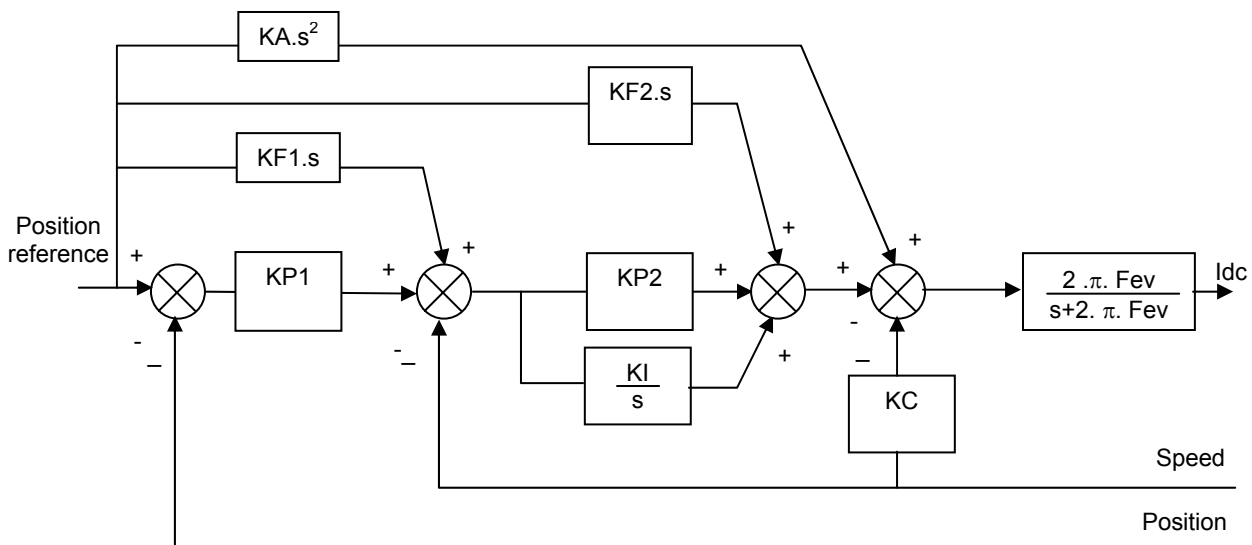 KA.s²
KF2.s
KF1.s
Position
reference
+
KP1
+
+
KP2
+
+
+
+
2 .π. Fev
s+2. π. Fev
Idc
-
–
-
–
KI
s
+
-
–
KC
Speed
Position